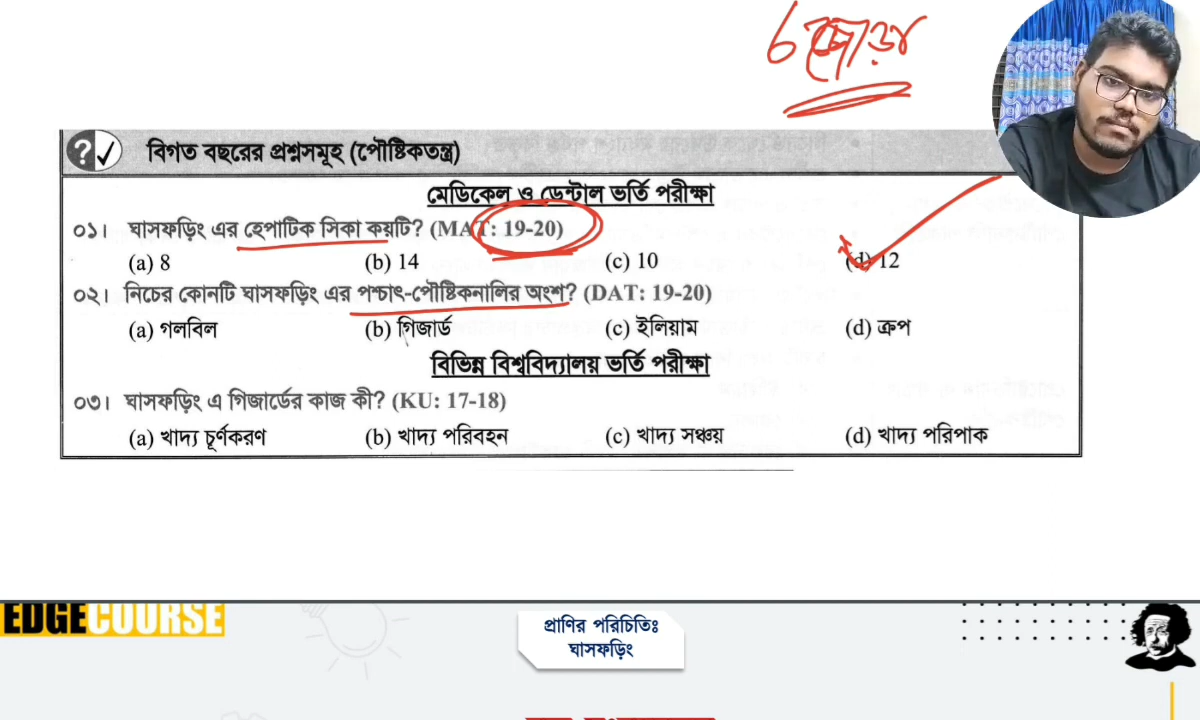 ৬ জোড়া
বিগত বছরের প্রশ্নসমূহ (পৌষ্টিকতন্ত্র)
মেডিকেল ও ডেন্টাল ভর্তি পরীক্ষা
০১। ঘাসফড়িং এর হেপাটিক সিকা কয়টি? (MAT: 19-20)
(a) 8 (b) 14 (c) 10 (d) 12
০২। নিচের কোনটি ঘাসফড়িং এর পশ্চাৎ-পৌষ্টিকনালির অংশ? (DAT: 19-20)
(a) গলবিল (b) গিজার্ড (c) ইলিয়াম (d) ক্রপ
বিভিন্ন বিশ্ববিদ্যালয় ভর্তি পরীক্ষা
০৩। ঘাসফড়িং এ গিজার্ডের কাজ কী? (KU: 17-18)
(a) খাদ্য চূর্ণকরণ (b) খাদ্য পরিবহন (c) খাদ্য সঞ্চয় (d) খাদ্য পরিপাক
EDGECOURSE
প্রাণির পরিচিতিঃ
ঘাসফড়িং